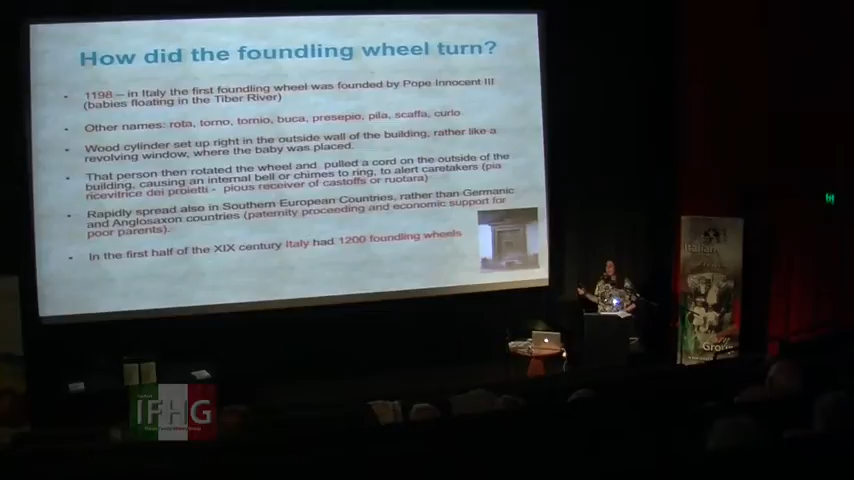 How did the foundling wheel turn?
1198 – in Italy the first foundling wheel was founded by Pope Innocent III
(babies floating in the Tiber River)
Other names: rota, torno, tornio, buca, presepio, pila, scaffa, curlo
Wood cylinder set up right in the outside wall of the building, rather like a
revolving window, where the baby was placed.
That person then rotated the wheel and pulled a cord on the outside of the
building, causing an internal bell or chimes to ring, to alert caretakers (pia
ricevitrice dei proietti - pious receiver of castoffs or ruotara)
Rapidly spread also in Southern European Countries, rather than Germanic
and Anglosaxon countries (paternity proceeding and economic support for
poor parents).
In the first half of the XIX century Italy had 1200 foundling wheels
Italian
Group
IFHG